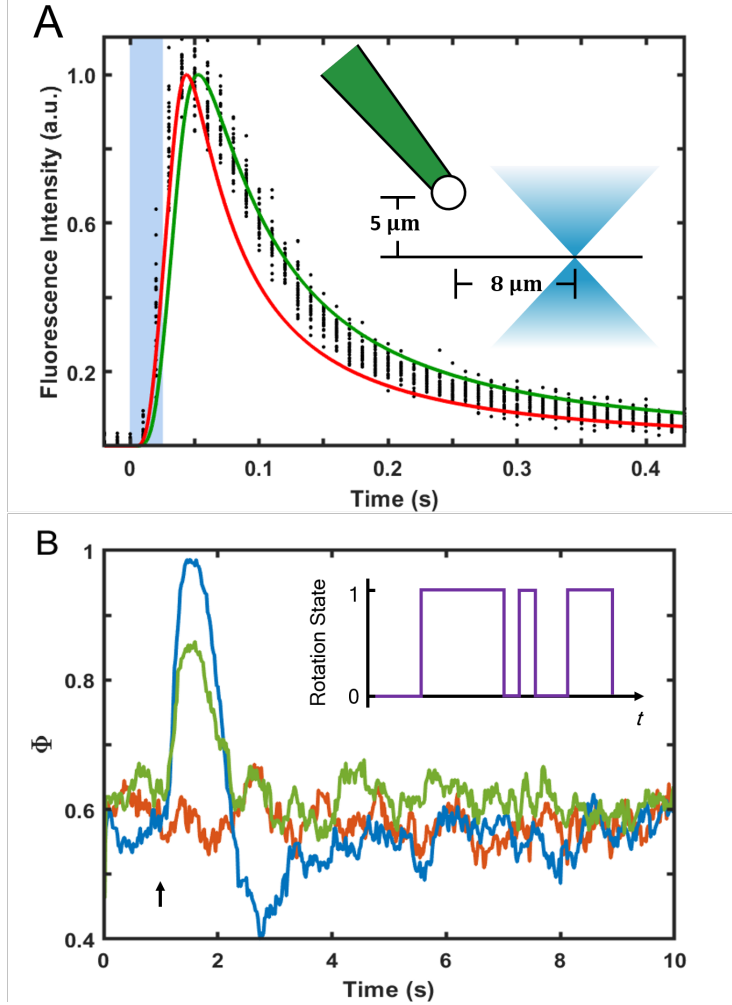 A
Fluorescence Intensity (a.u.)
1.0
0.6
0.2
5 μm
8 μm
0 0.1 0.2 0.3 0.4
Time (s)
B
Φ
1
0.8
0.6
0.4
Rotation State
1
0
t
0 2 4 6 8 10
Time (s)